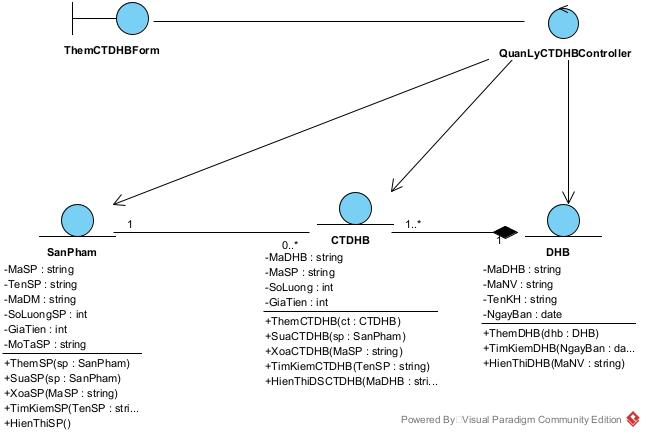 ThemCTDHBForm
QuanLyCTDHBController
SanPham
-MaSP : string
-TenSP : string
-MaDM : string
-SoLuongSP : int
-GiaTien : int
-MoTaSP : string
+ThemSP(sp : SanPham)
+SuaSP(sp : SanPham)
+XoaSP(MaSP : string)
+TimKiemSP(TenSP : stri...
+HienThiSP()
1
0..*
CTDHB
-MaDHB : string
-MaSP : string
-SoLuong : int
-GiaTien : int
+ThemCTDHB(ct : CTDHB)
+SuaCTDHB(sp : SanPham)
+XoaCTDHB(MaSP : string)
+TimKiemCTDHB(TenSP : string)
+HienThiDSCTDHB(MaDHB : stri...
1..*
1
DHB
-MaDHB : string
-MaNV : string
-TenKH : string
-NgayBan : date
+ThemDHB(dhb : DHB)
+TimKiemDHB(NgayBan : da...
+HienThiDHB(MaNV : string)
Powered By Visual Paradigm Community Edition